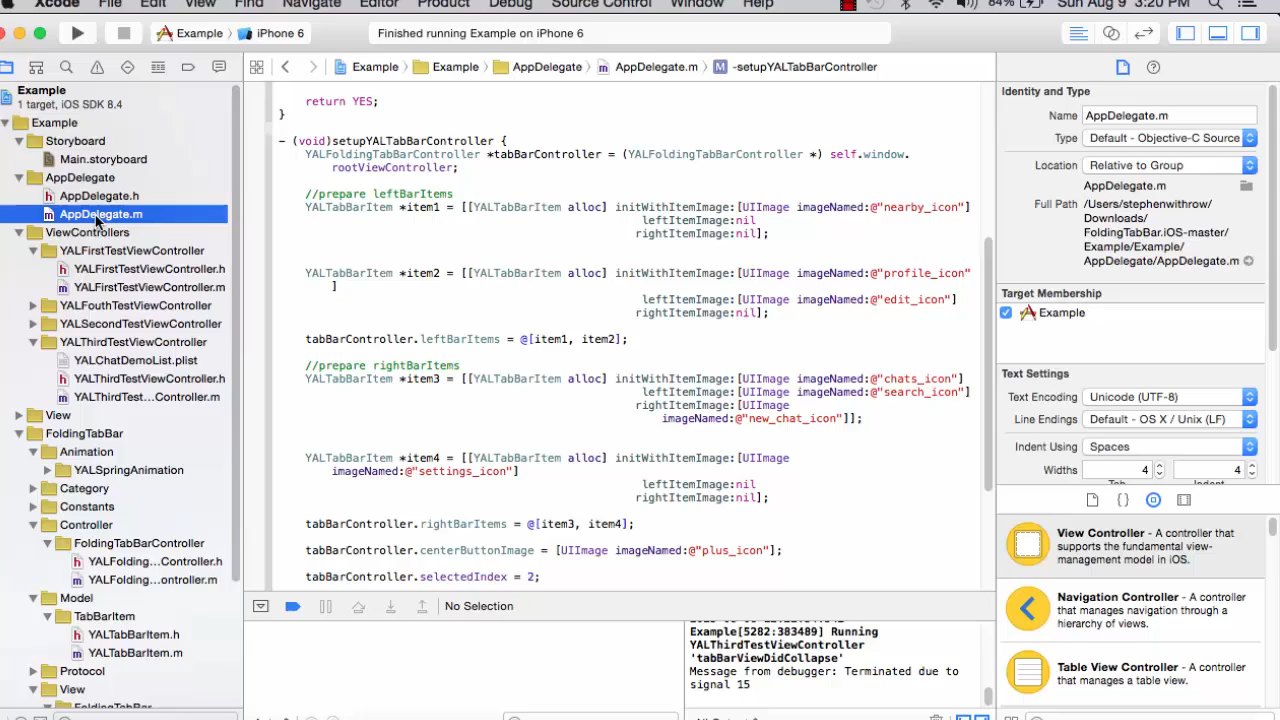 Xcode File Edit View Find Navigate Editor Product Debug Source Control Window Help 84% Sun Aug 9 3:20 PM
Example iPhone 6 Finished running Example on iPhone 6
Example Example AppDelegate AppDelegate.m M -setupYALTabBarController
Example
1 target, iOS SDK 8.4
Example
Storyboard
Main.storyboard
AppDelegate
h AppDelegate.h
m AppDelegate.m
ViewControllers
YALFirstTestViewController
h YALFirstTestViewController.h
m YALFirstTestViewController.m
YALFouthTestViewController
YALSecondTestViewController
YALThirdTestViewController
YALChatDemoList.plist
h YALThirdTestViewController.h
m YALThirdTest...Controller.m
View
FoldingTabBar
Animation
YALSpringAnimation
Category
Constants
Controller
FoldingTabBarController
h YALFolding...Controller.h
m YALFolding...ontroller.m
Model
TabBarItem
h YALTabBarItem.h
m YALTabBarItem.m
Protocol
View
FoldingTabBar
return YES;
}
- (void)setupYALTabBarController {
YALFoldingTabBarController *tabBarController = (YALFoldingTabBarController *) self.window.
rootViewController;
//prepare leftBarItems
YALTabBarItem *item1 = [[YALTabBarItem alloc] initWithItemImage:[UIImage imageNamed:@"nearby_icon"]
leftItemImage:nil
rightItemImage:nil];
YALTabBarItem *item2 = [[YALTabBarItem alloc] initWithItemImage:[UIImage imageNamed:@"profile_icon"
]
leftItemImage:[UIImage imageNamed:@"edit_icon"]
rightItemImage:nil];
tabBarController.leftBarItems = @[item1, item2];
//prepare rightBarItems
YALTabBarItem *item3 = [[YALTabBarItem alloc] initWithItemImage:[UIImage imageNamed:@"chats_icon"]
leftItemImage:[UIImage imageNamed:@"search_icon"]
rightItemImage:[UIImage
imageNamed:@"new_chat_icon"]];
YALTabBarItem *item4 = [[YALTabBarItem alloc] initWithItemImage:[UIImage
imageNamed:@"settings_icon"]
leftItemImage:nil
rightItemImage:nil];
tabBarController.rightBarItems = @[item3, item4];
tabBarController.centerButtonImage = [UIImage imageNamed:@"plus_icon"];
tabBarController.selectedIndex = 2;
No Selection
Example[5282:383489] Running
YALThirdTestViewController
'tabBarViewDidCollapse'
Message from debugger: Terminated due to
signal 15
Identity and Type
Name AppDelegate.m
Type Default - Objective-C Source
Location Relative to Group
AppDelegate.m
Full Path /Users/stephenwithrow/
Downloads/
FoldingTabBar.iOS-master/
Example/Example/
AppDelegate/AppDelegate.m
Target Membership
Example
Text Settings
Text Encoding Unicode (UTF-8)
Line Endings Default - OS X / Unix (LF)
Indent Using Spaces
Widths 4 4
Tab Indent
View Controller - A controller
that supports the fundamental view-
management model in iOS.
Navigation Controller - A
controller that manages navigation through a
hierarchy of views.
Table View Controller - A controller
that manages a table view.